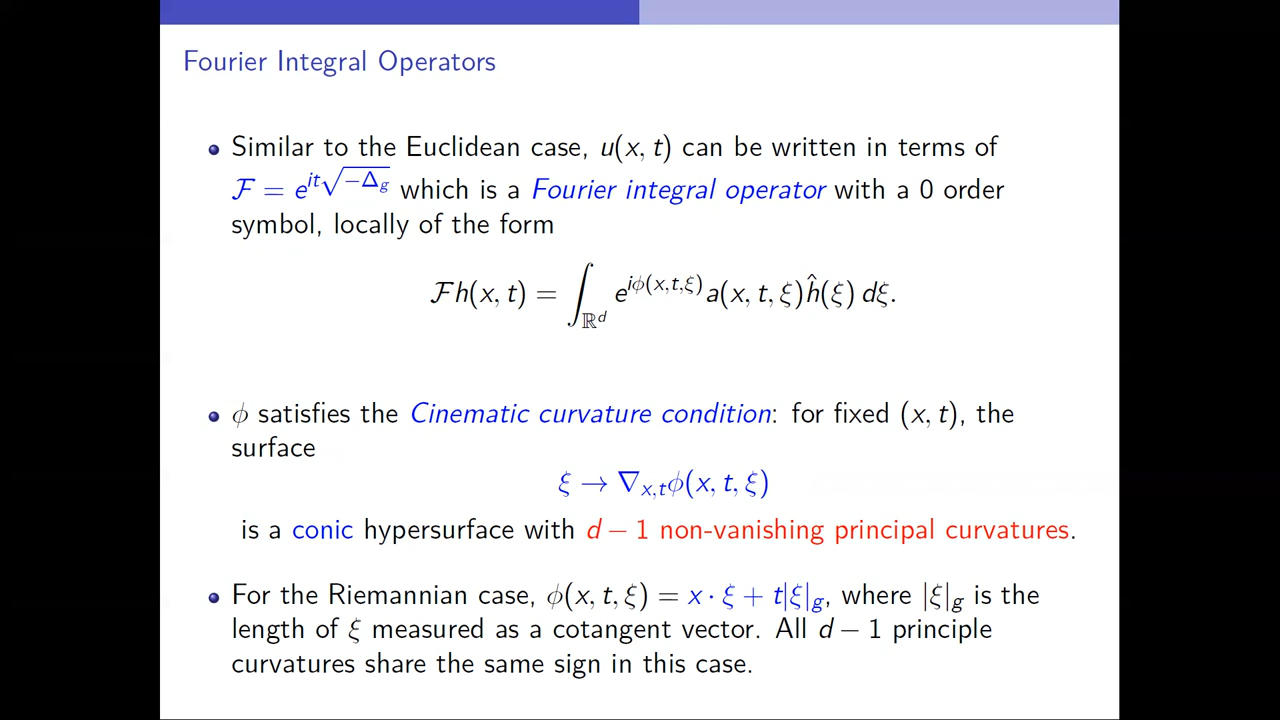 Fourier Integral Operators
Similar to the Euclidean case, u(x, t) can be written in terms of
ℱ = e^{it√(−Δ_g)} which is a Fourier integral operator with a 0 order
symbol, locally of the form
ℱh(x, t) = ∫_{ℝ^d} e^{iϕ(x,t,ξ)} a(x, t, ξ)ĥ(ξ) dξ.
ϕ satisfies the Cinematic curvature condition: for fixed (x, t), the
surface
ξ → ∇_{x,t}ϕ(x, t, ξ)
is a conic hypersurface with d − 1 non-vanishing principal curvatures.
For the Riemannian case, ϕ(x, t, ξ) = x · ξ + t|ξ|_g, where |ξ|_g is the
length of ξ measured as a cotangent vector. All d − 1 principle
curvatures share the same sign in this case.